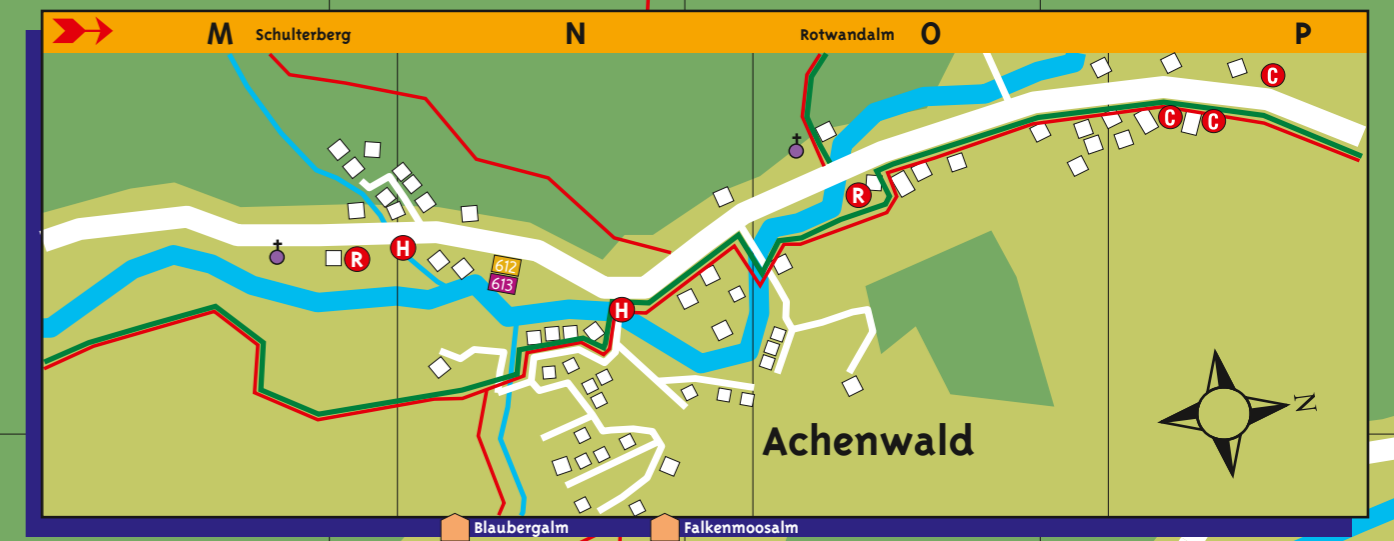 M Schulterberg N Rotwandalm O P
C
C C
R
R H
612
613
H
N
Achenwald
Blaubergalm Falkenmoosalm